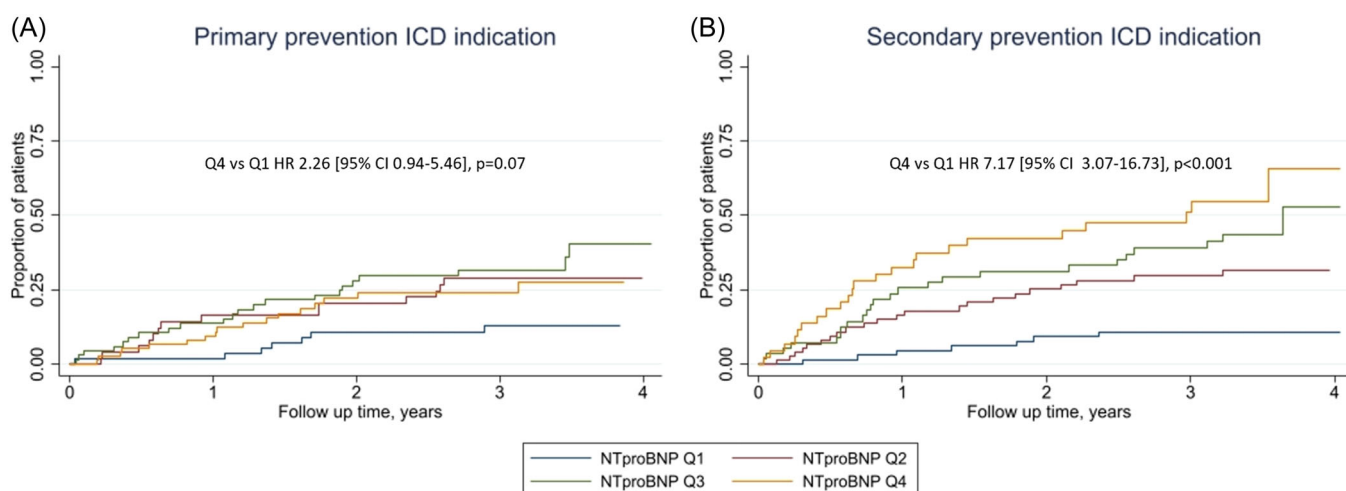 (A)
Primary prevention ICD indication
Proportion of patients
1.00
0.75
0.50
0.25
0.00
Q4 vs Q1 HR 2.26 [95% CI 0.94-5.46], p=0.07
0 1 2 3 4
Follow up time, years
(B)
Secondary prevention ICD indication
Proportion of patients
1.00
0.75
0.50
0.25
0.00
Q4 vs Q1 HR 7.17 [95% CI 3.07-16.73], p<0.001
0 1 2 3 4
Follow up time, years
NTproBNP Q1 NTproBNP Q2
NTproBNP Q3 NTproBNP Q4